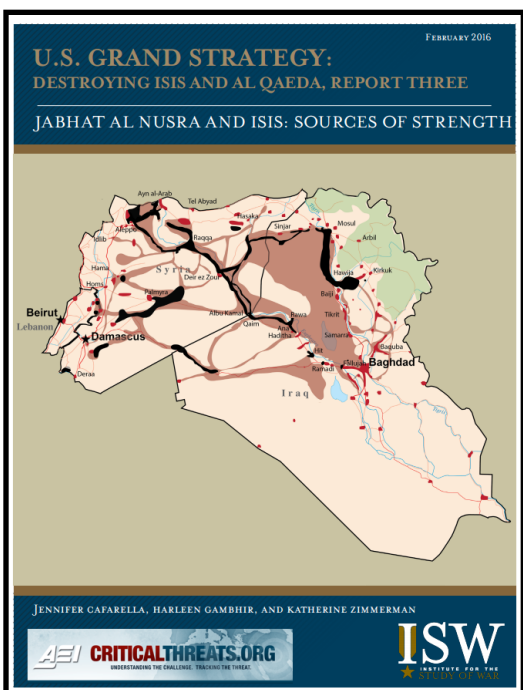 FEBRUARY 2016
U.S. GRAND STRATEGY:
DESTROYING ISIS AND AL QAEDA, REPORT THREE
JABHAT AL NUSRA AND ISIS: SOURCES OF STRENGTH
Ayn al-Arab
Tel Abyad
Hasaka
Sinjar
Mosul
Aleppo
Arbil
Idlib
Raqqa
Syria
Hawija
Kirkuk
Hama
Deir ez Zour
Homs
Palmyra
Baiji
Beirut
Albu Kamal
Rawa
Tikrit
Lebanon
Qaim
Ana
Damascus
Haditha
Samarra
Baquba
Hit
Baghdad
Ramadi
Deraa
Iraq
JENNIFER CAFARELLA, HARLEEN GAMBHIR, AND KATHERINE ZIMMERMAN
AEI CRITICALTHREATS.ORG
UNDERSTANDING THE CHALLENGE. TRACKING THE THREAT.
ISW
INSTITUTE FOR THE
STUDY OF WAR